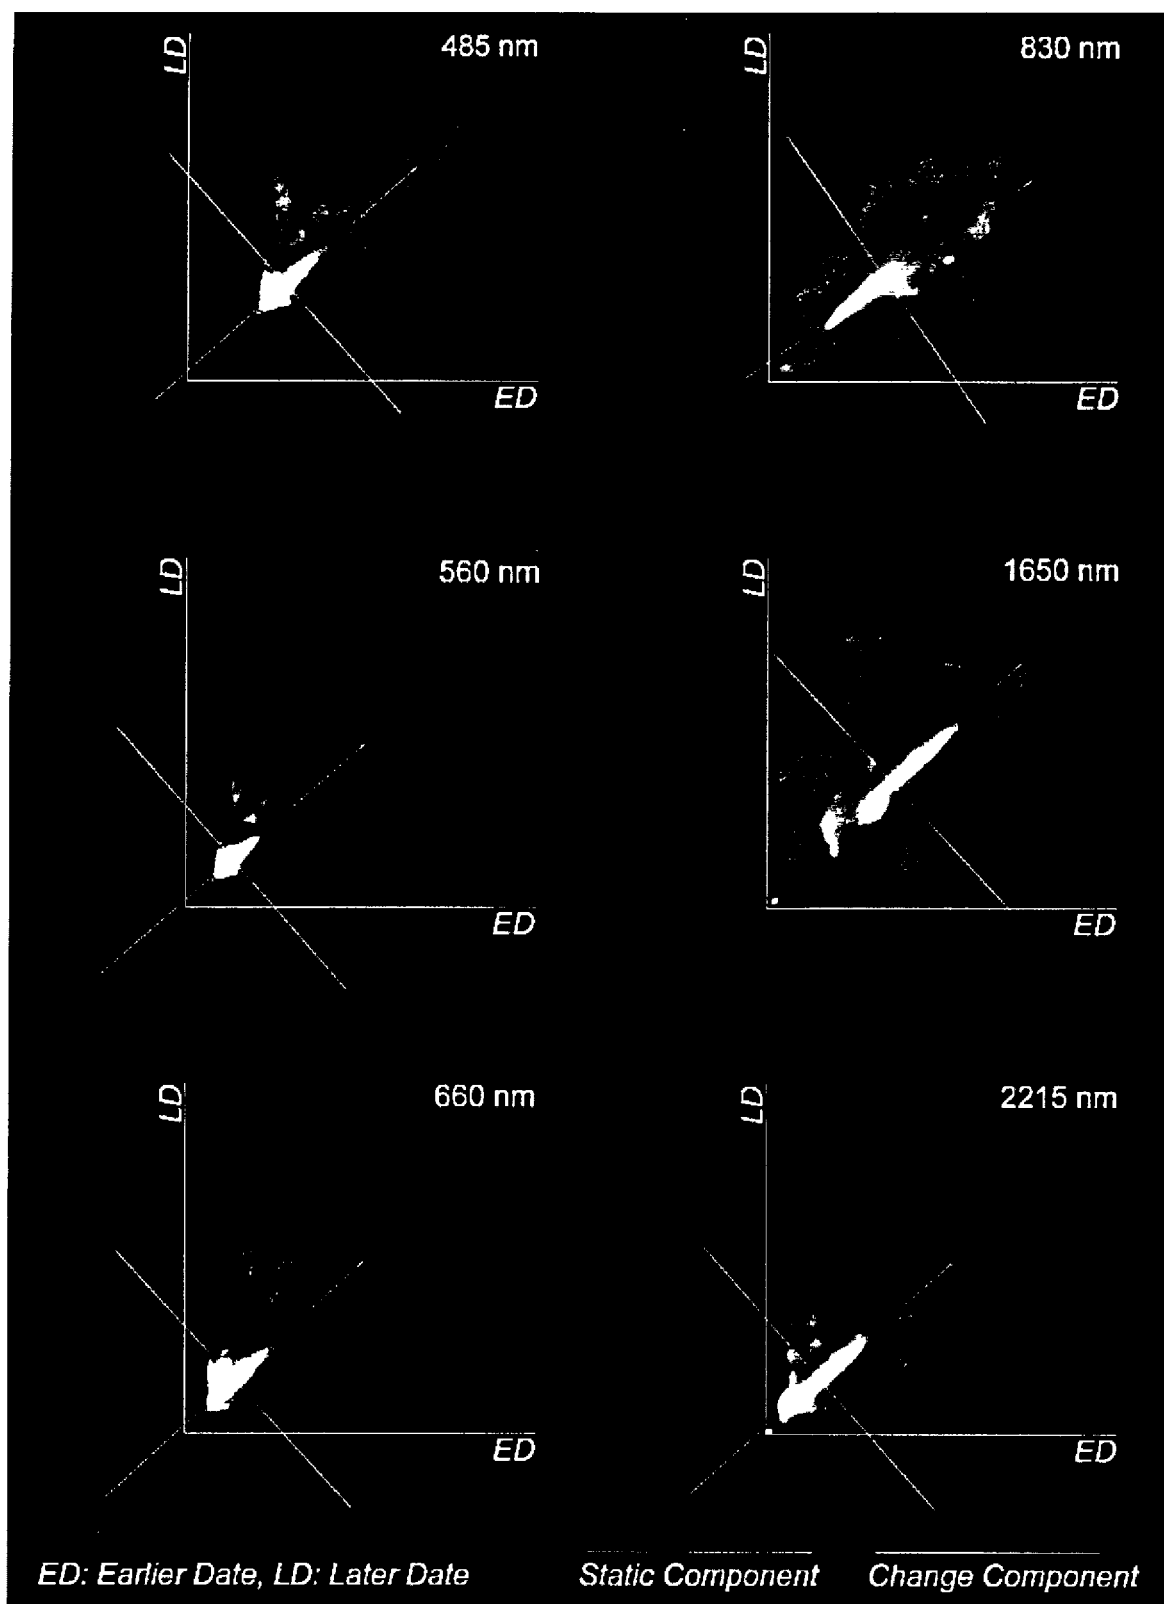 LD
485 nm
ED
LD
830 nm
ED
LD
560 nm
ED
LD
1650 nm
ED
LD
660 nm
ED
LD
2215 nm
ED
ED: Earlier Date, LD: Later Date
Static Component
Change Component